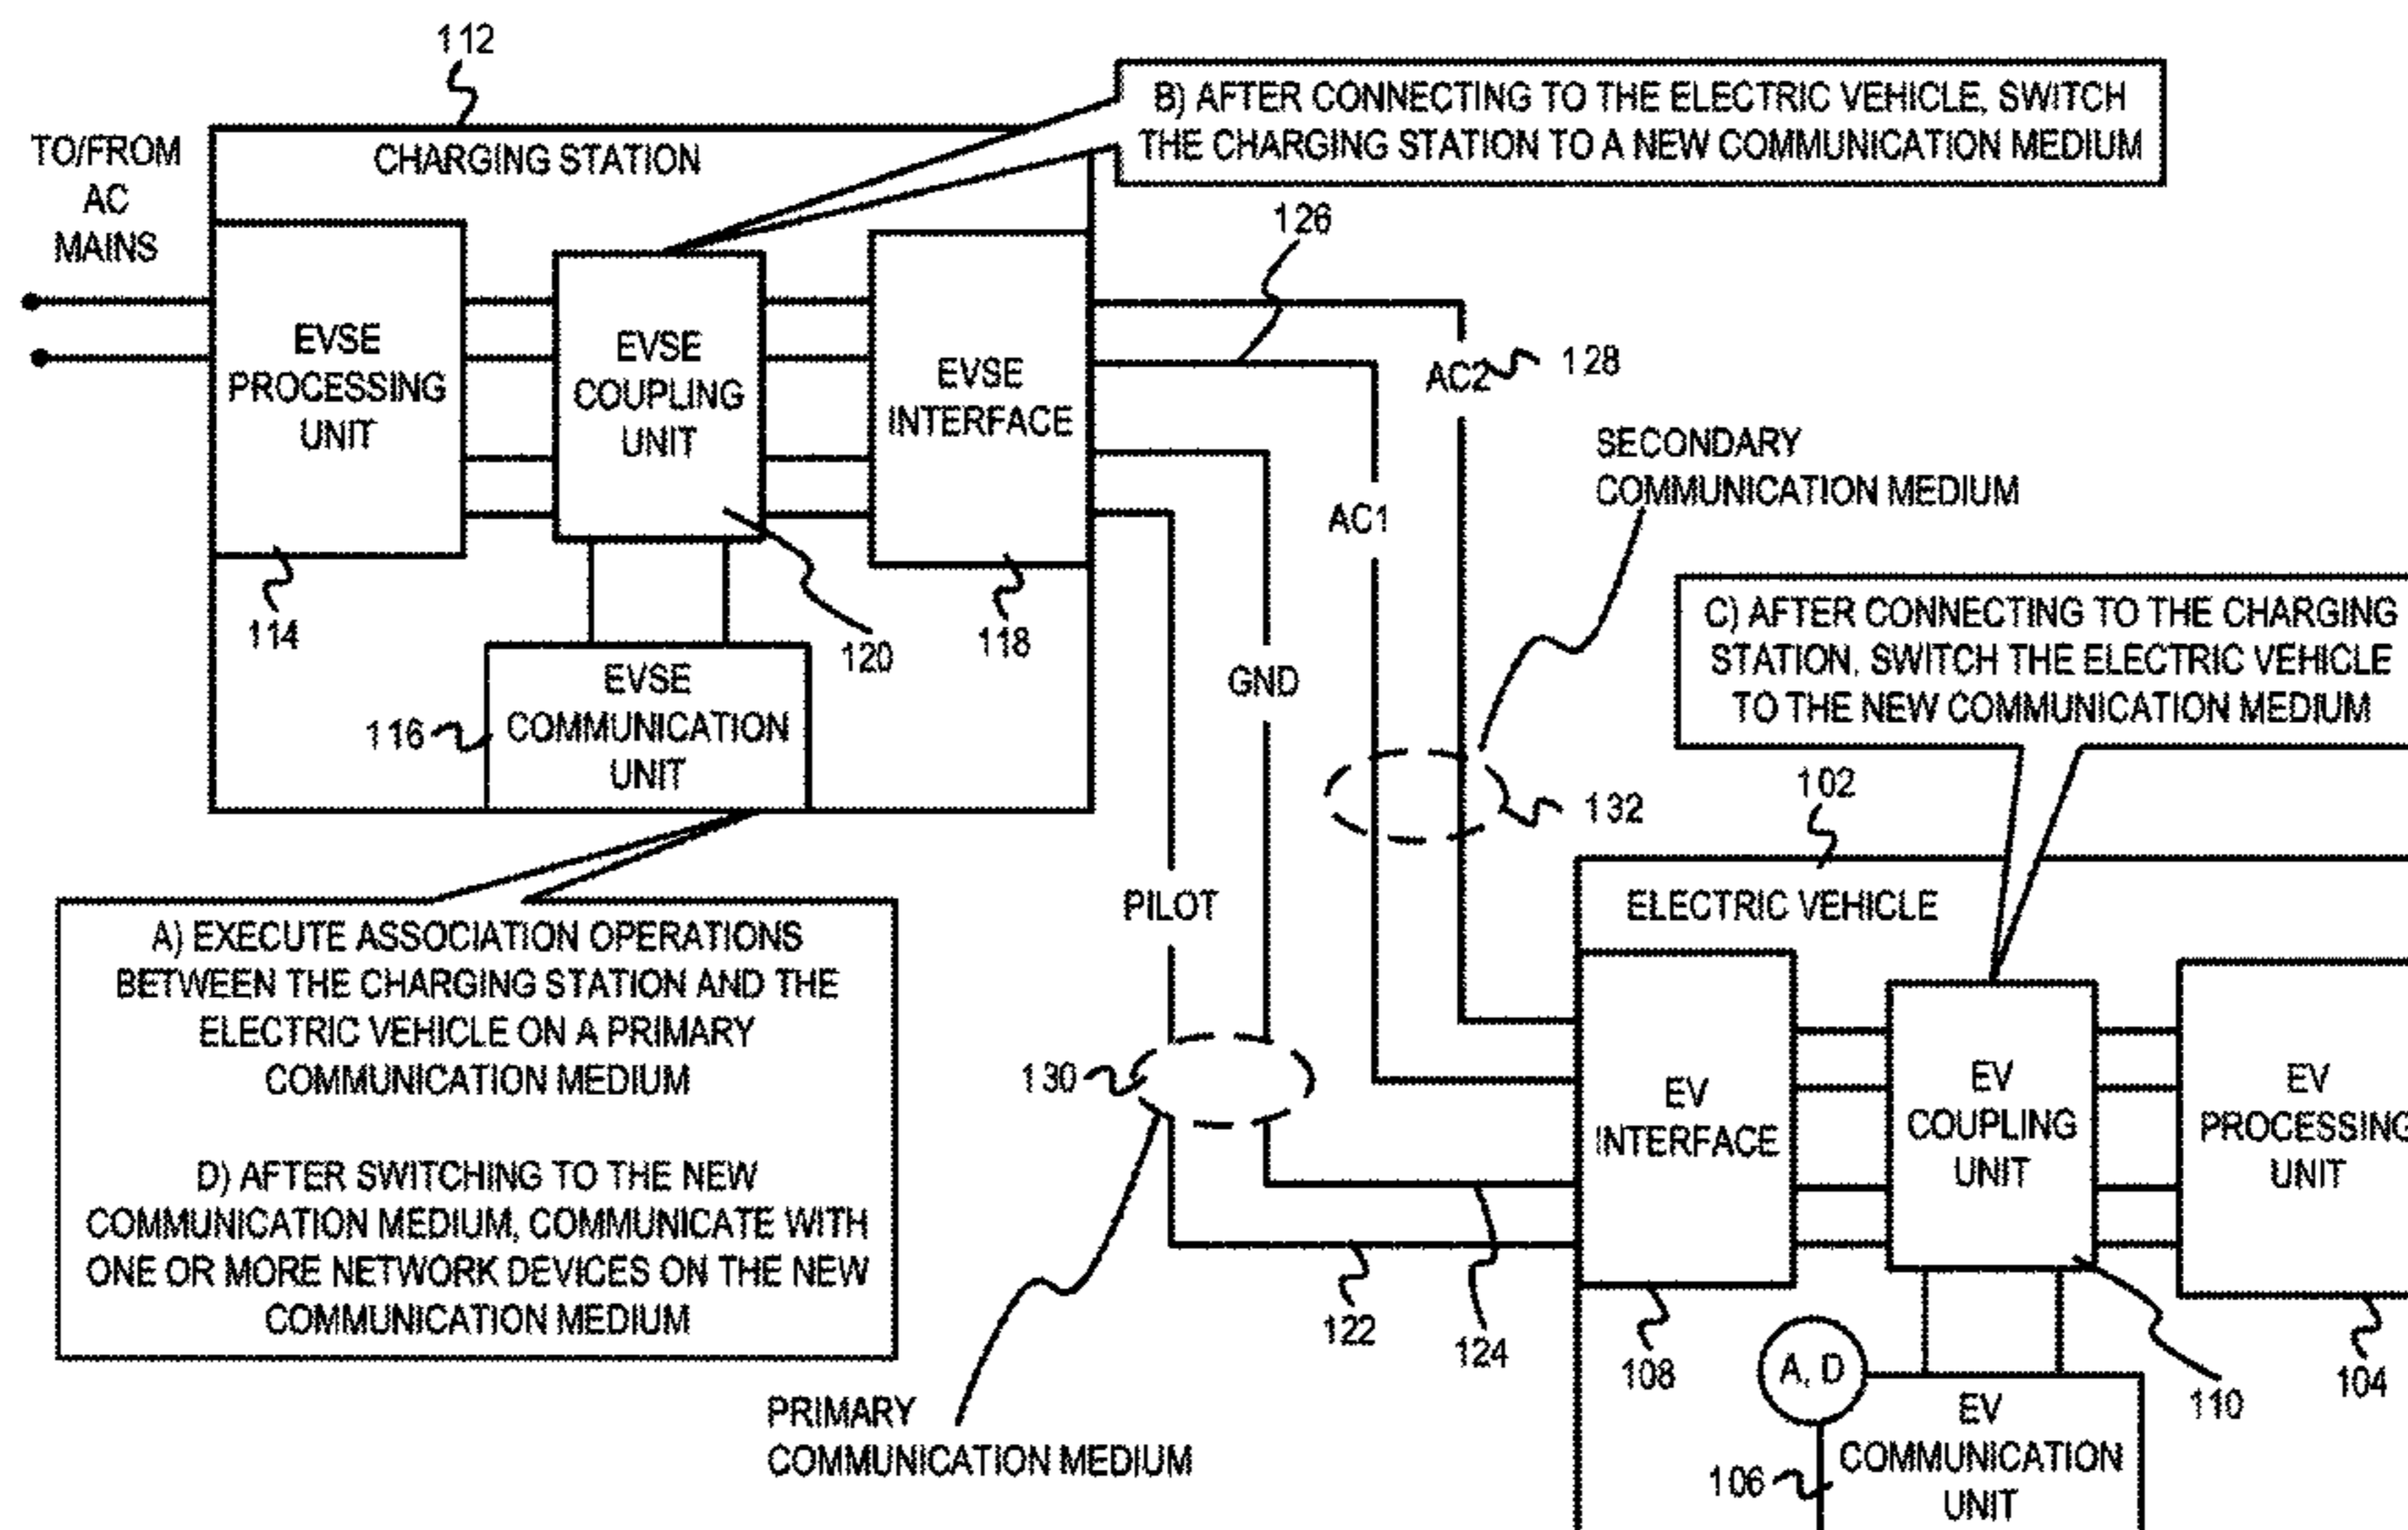 112
B) AFTER CONNECTING TO THE ELECTRIC VEHICLE, SWITCH
THE CHARGING STATION TO A NEW COMMUNICATION MEDIUM
TO/FROM
AC
MAINS
CHARGING STATION
EVSE
PROCESSING
UNIT
114
EVSE
COUPLING
UNIT
120
EVSE
INTERFACE
118
EVSE
COMMUNICATION
UNIT
116
126
AC2
128
AC1
GND
PILOT
SECONDARY
COMMUNICATION MEDIUM
132
C) AFTER CONNECTING TO THE CHARGING
STATION, SWITCH THE ELECTRIC VEHICLE
TO THE NEW COMMUNICATION MEDIUM
102
A) EXECUTE ASSOCIATION OPERATIONS
BETWEEN THE CHARGING STATION AND THE
ELECTRIC VEHICLE ON A PRIMARY
COMMUNICATION MEDIUM
D) AFTER SWITCHING TO THE NEW
COMMUNICATION MEDIUM, COMMUNICATE WITH
ONE OR MORE NETWORK DEVICES ON THE NEW
COMMUNICATION MEDIUM
130
PRIMARY
COMMUNICATION MEDIUM
122
124
ELECTRIC VEHICLE
EV
INTERFACE
108
EV
COUPLING
UNIT
110
EV
PROCESSING
UNIT
104
A, D
EV
COMMUNICATION
UNIT
106